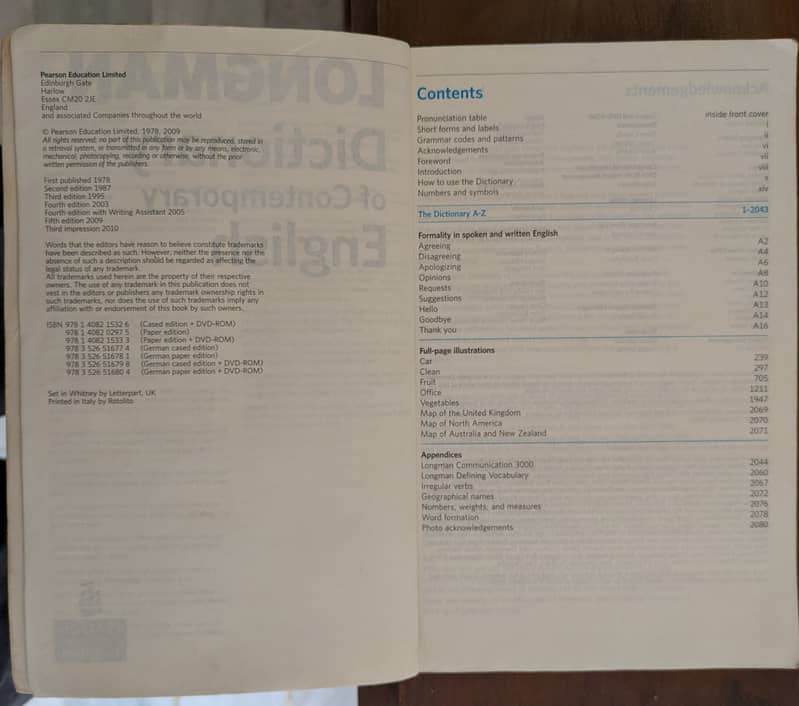 Pearson Education Limited
Edinburgh Gate
Harlow
Essex CM20 2JE
England
and associated Companies throughout the world
© Pearson Education Limited, 1978, 2009
All rights reserved; no part of this publication may be reproduced, stored in
a retrieval system, or transmitted in any form or by any means, electronic,
mechanical, photocopying, recording or otherwise, without the prior
written permission of the publishers.
First published 1978
Second edition 1987
Third edition 1995
Fourth edition 2003
Fourth edition with Writing Assistant 2005
Fifth edition 2009
Third impression 2010
Words that the editors have reason to believe constitute trademarks
have been described as such. However, neither the presence nor the
absence of such a description should be regarded as affecting the
legal status of any trademark.
All trademarks used herein are the property of their respective
owners. The use of any trademark in this publication does not
vest in the editors or publishers any trademark ownership rights in
such trademarks, nor does the use of such trademarks imply any
affiliation with or endorsement of this book by such owners.
ISBN 978 1 4082 1532 6 (Cased edition + DVD-ROM)
978 1 4082 0297 5 (Paper edition)
978 1 4082 1533 3 (Paper edition + DVD-ROM)
978 3 526 51677 4 (German cased edition)
978 3 526 51678 1 (German paper edition)
978 3 526 51679 8 (German cased edition + DVD-ROM)
978 3 526 51680 4 (German paper edition + DVD-ROM)
Set in Whitney by Letterpart, UK
Printed in Italy by Rotolito
Contents
Pronunciation table inside front cover
Short forms and labels i
Grammar codes and patterns ii
Acknowledgements vi
Foreword vii
Introduction viii
How to use the Dictionary x
Numbers and symbols xiv
The Dictionary A-Z 1-2043
Formality in spoken and written English
Agreeing A2
Disagreeing A4
Apologizing A6
Opinions A8
Requests A10
Suggestions A12
Hello A13
Goodbye A14
Thank you A16
Full-page illustrations
Car 239
Clean 297
Fruit 705
Office 1211
Vegetables 1947
Map of the United Kingdom 2069
Map of North America 2070
Map of Australia and New Zealand 2071
Appendices
Longman Communication 3000 2044
Longman Defining Vocabulary 2060
Irregular verbs 2067
Geographical names 2072
Numbers, weights, and measures 2076
Word formation 2078
Photo acknowledgements 2080